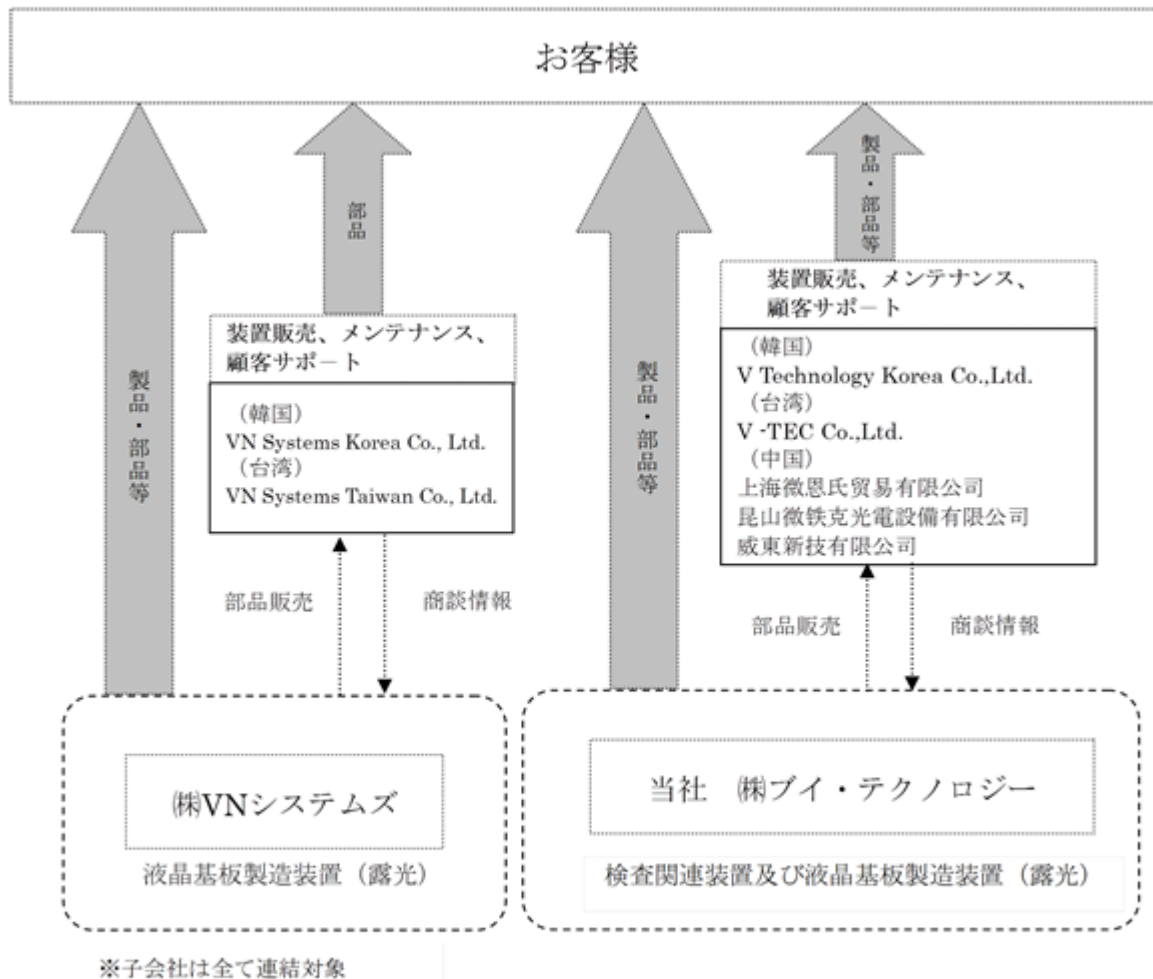 お客様
製品・部品等
部品
装置販売、メンテナンス、
顧客サポート
（韓国）
VN Systems Korea Co., Ltd.
（台湾）
VN Systems Taiwan Co., Ltd.
部品販売
商談情報
㈱VNシステムズ
液晶基板製造装置（露光）
製品・部品等
製品・部品等
装置販売、メンテナンス、
顧客サポート
（韓国）
V Technology Korea Co.,Ltd.
（台湾）
V -TEC Co.,Ltd.
（中国）
上海微恩氏貿易有限公司
昆山微铁克光電設備有限公司
威東新技有限公司
部品販売
商談情報
当社　㈱ブイ・テクノロジー
検査関連装置及び液晶基板製造装置（露光）
※子会社は全て連結対象